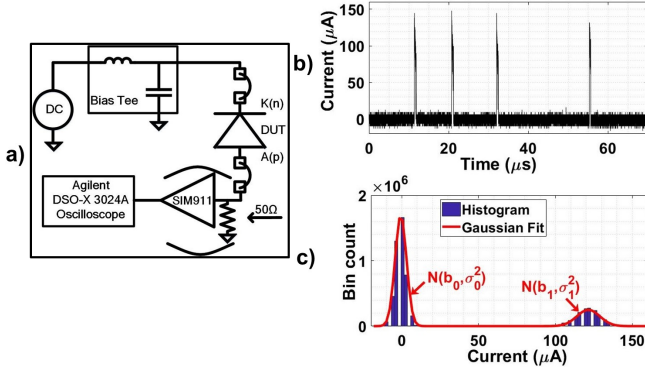 a)
DC
Bias Tee
K(n)
DUT
A(p)
SIM911
50Ω
Agilent
DSO-X 3024A
Oscilloscope
b)
150
100
50
0
Current (μA)
0
20
40
60
Time (μs)
c)
×10^6
2
1
0
Bin count
Histogram
Gaussian Fit
N(b₀,σ₀²)
N(b₁,σ₁²)
0
50
100
150
Current (μA)